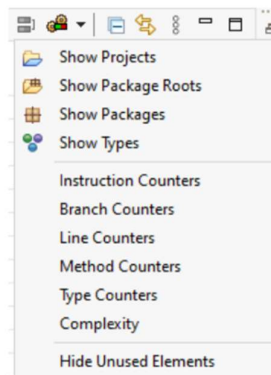 Show Projects
Show Package Roots
Show Packages
Show Types
Instruction Counters
Branch Counters
Line Counters
Method Counters
Type Counters
Complexity
Hide Unused Elements